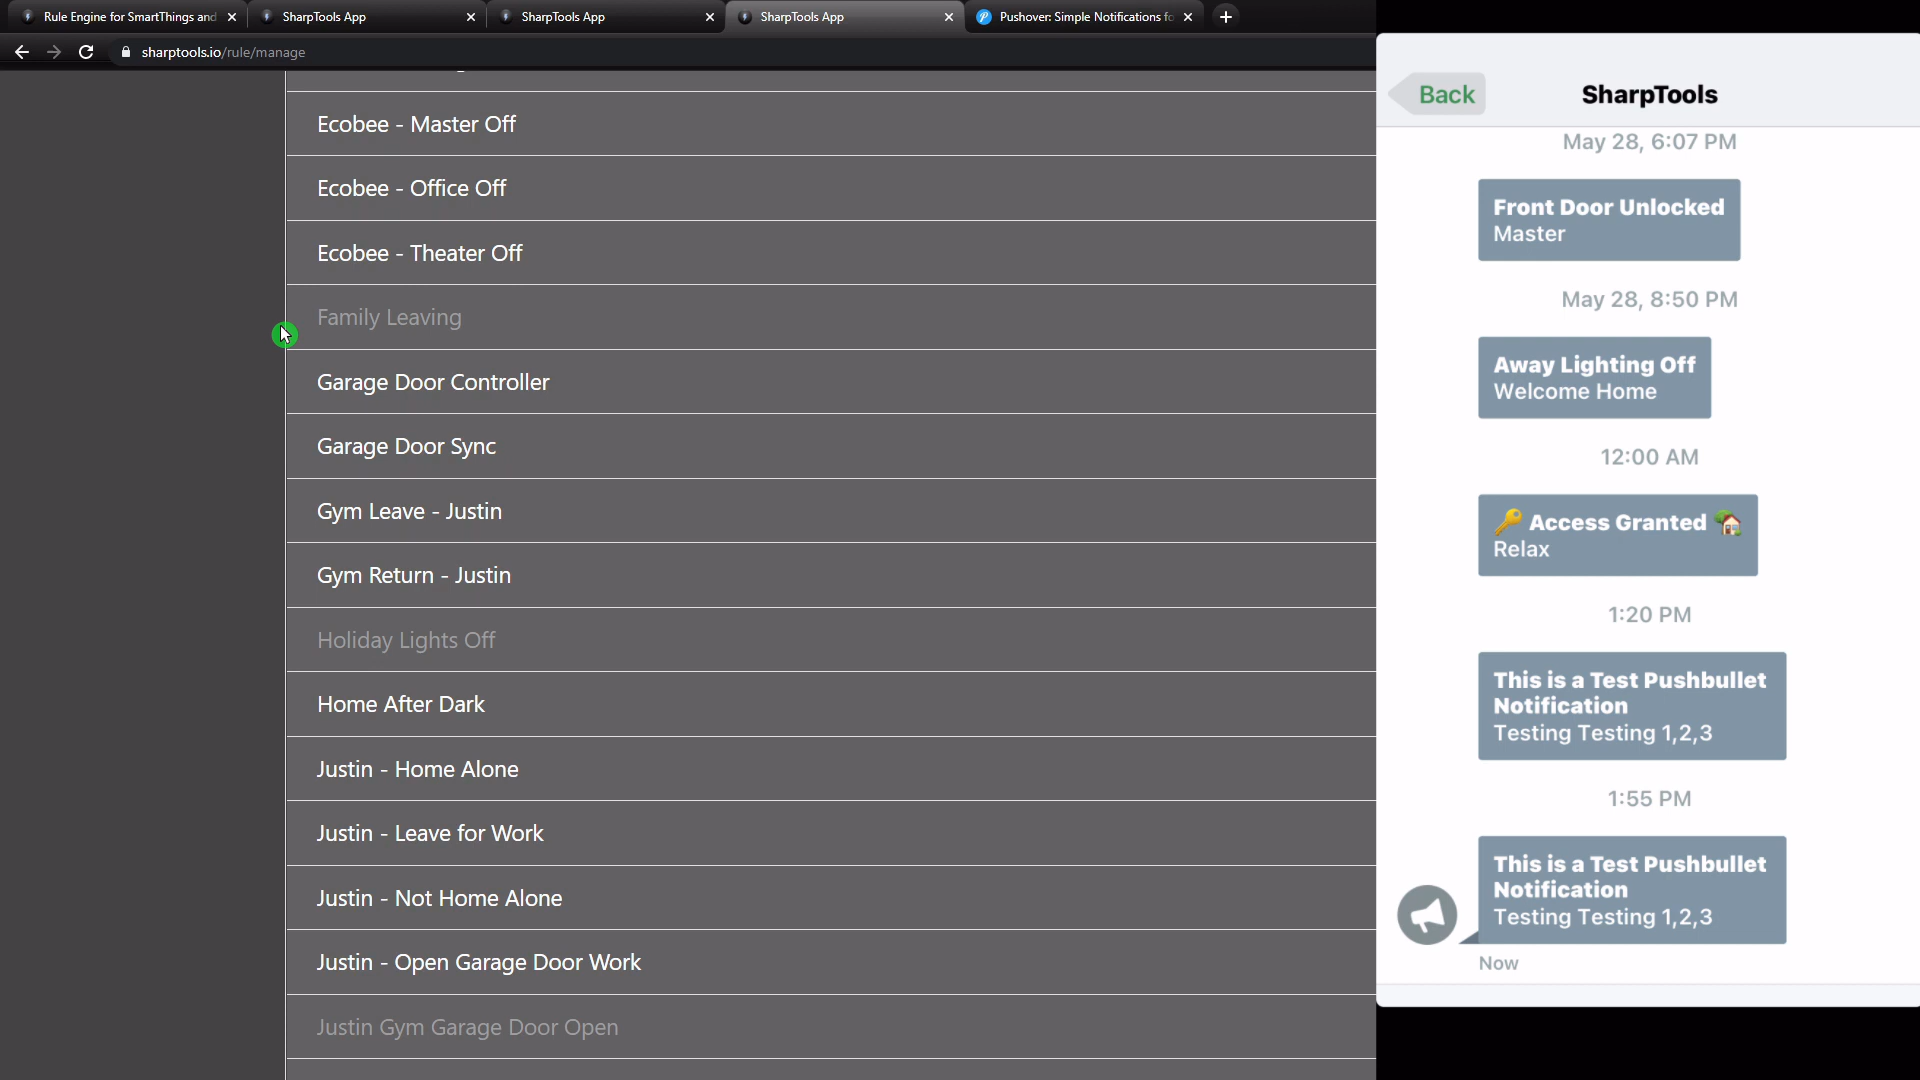 Rule Engine for SmartThings and
SharpTools App
SharpTools App
SharpTools App
Pushover: Simple Notifications fo
sharptools.io/rule/manage
Ecobee - Master Off
Ecobee - Office Off
Ecobee - Theater Off
Family Leaving
Garage Door Controller
Garage Door Sync
Gym Leave - Justin
Gym Return - Justin
Holiday Lights Off
Home After Dark
Justin - Home Alone
Justin - Leave for Work
Justin - Not Home Alone
Justin - Open Garage Door Work
Justin Gym Garage Door Open
Back
SharpTools
May 28, 6:07 PM
Front Door Unlocked
Master
May 28, 8:50 PM
Away Lighting Off
Welcome Home
12:00 AM
🔑 Access Granted 🏡
Relax
1:20 PM
This is a Test Pushbullet
Notification
Testing Testing 1,2,3
1:55 PM
This is a Test Pushbullet
Notification
Testing Testing 1,2,3
Now